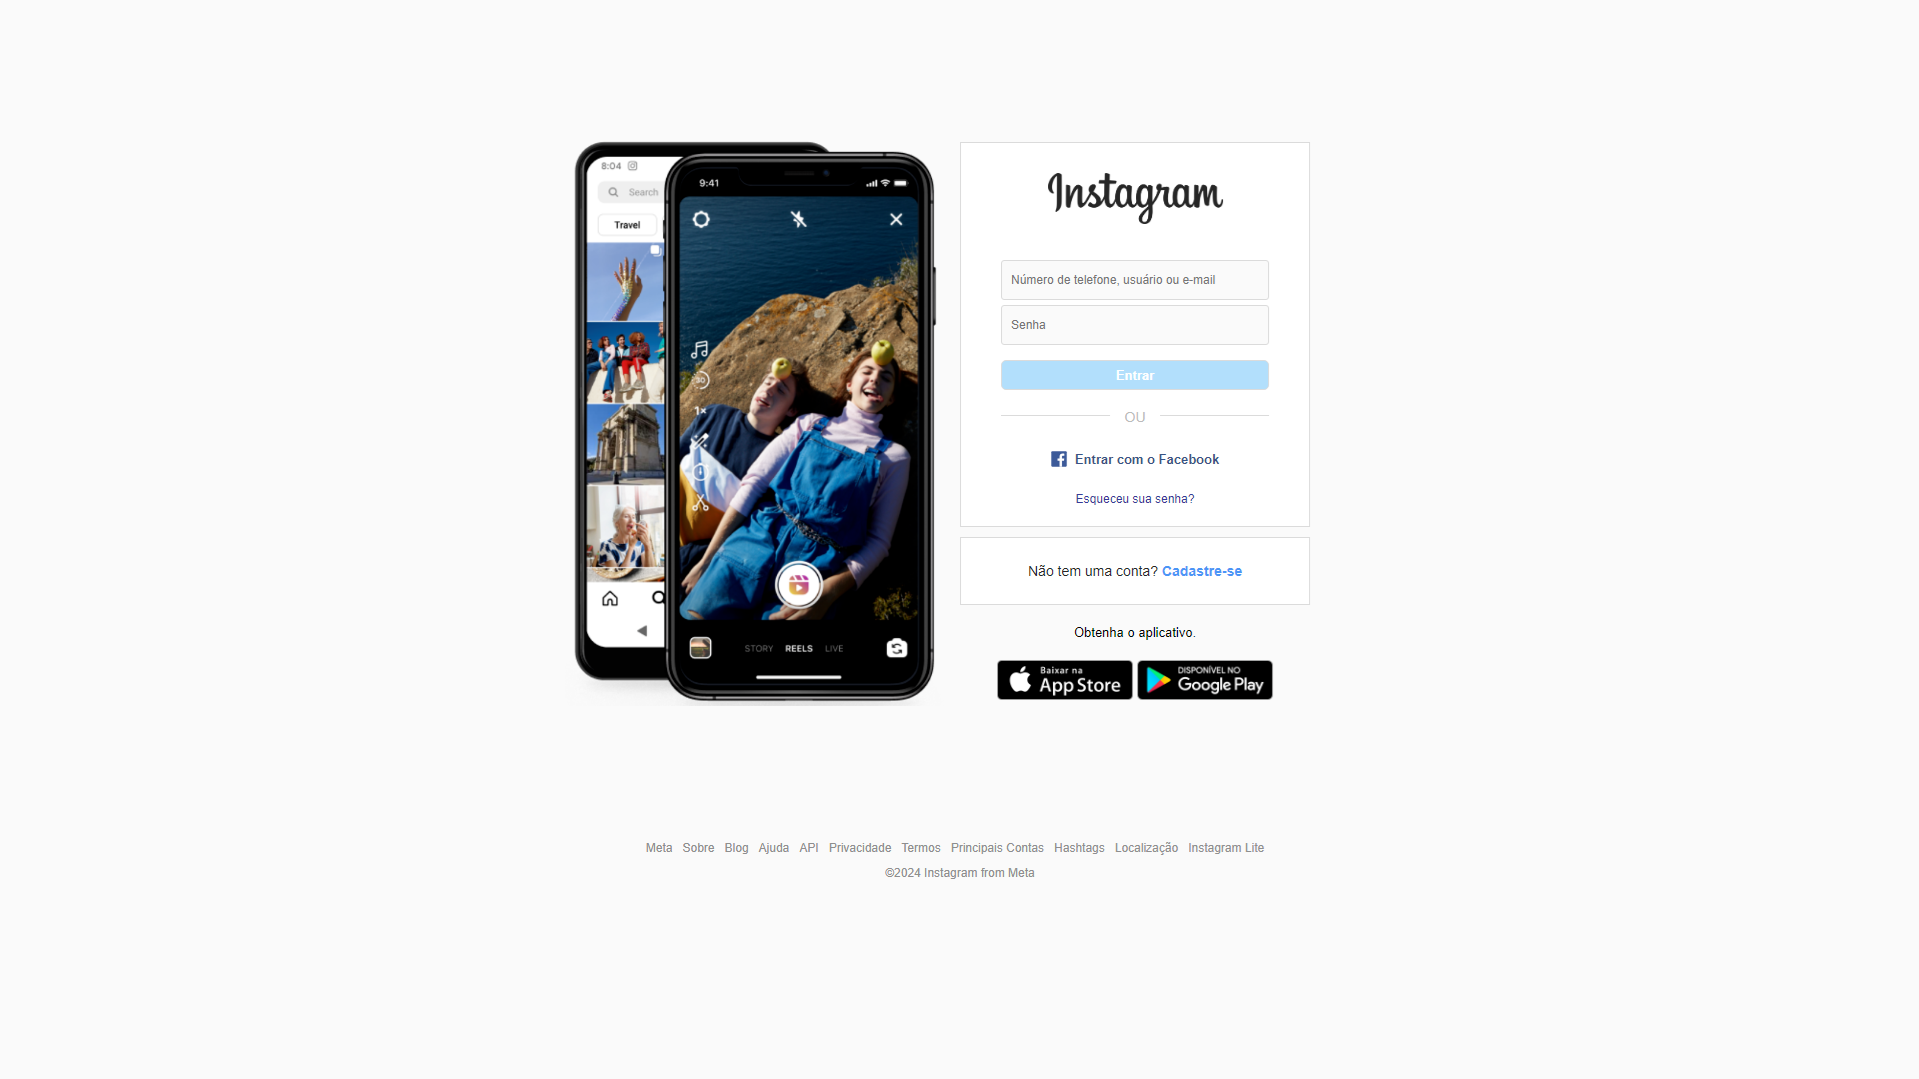 8:04
Search
Travel
9:41
30
1x
STORY REELS LIVE
Instagram
Número de telefone, usuário ou e-mail
Senha
Entrar
OU
Entrar com o Facebook
Esqueceu sua senha?
Não tem uma conta? Cadastre-se
Obtenha o aplicativo.
Baixar na
App Store
DISPONÍVEL NO
Google Play
Meta Sobre Blog Ajuda API Privacidade Termos Principais Contas Hashtags Localização Instagram Lite
©2024 Instagram from Meta